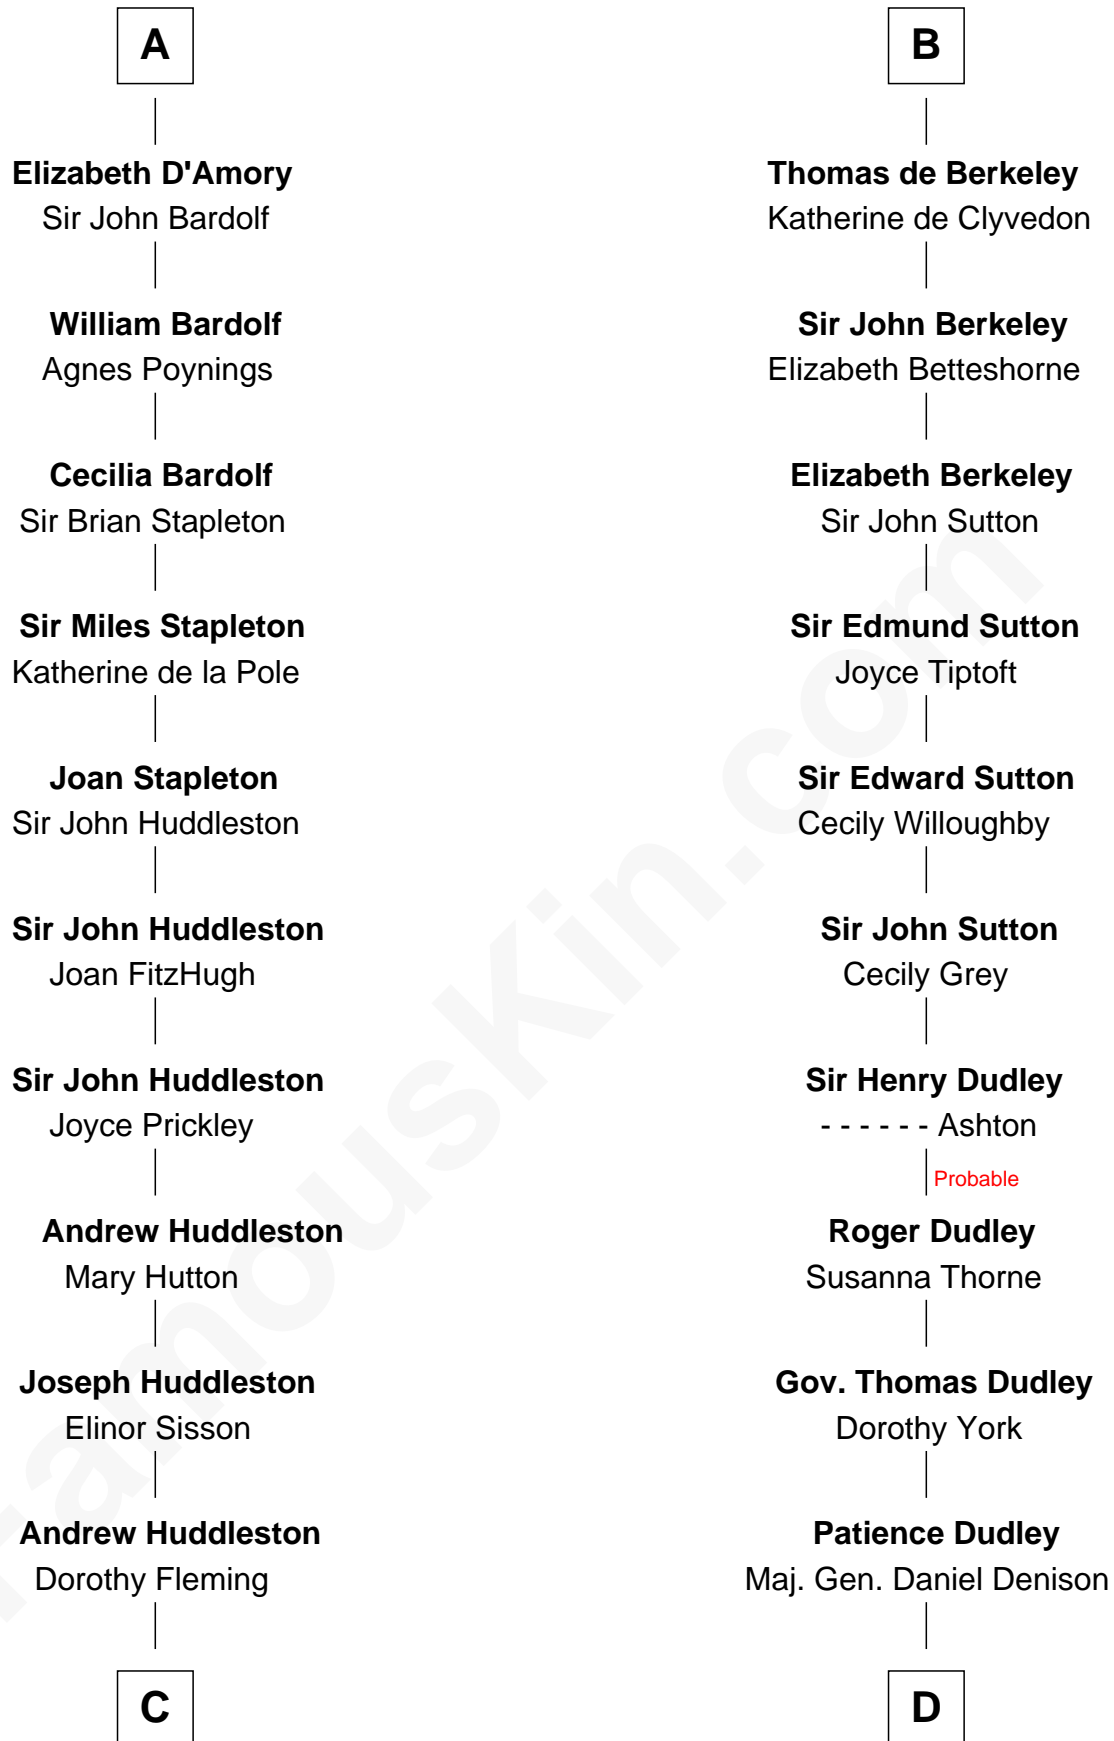 A
Elizabeth D'Amory
Sir John Bardolf
William Bardolf
Agnes Poynings
Cecilia Bardolf
Sir Brian Stapleton
Sir Miles Stapleton
Katherine de la Pole
Joan Stapleton
Sir John Huddleston
Sir John Huddleston
Joan FitzHugh
Sir John Huddleston
Joyce Prickley
Andrew Huddleston
Mary Hutton
Joseph Huddleston
Elinor Sisson
Andrew Huddleston
Dorothy Fleming
C
B
Thomas de Berkeley
Katherine de Clyvedon
Sir John Berkeley
Elizabeth Betteshorne
Elizabeth Berkeley
Sir John Sutton
Sir Edmund Sutton
Joyce Tiptoft
Sir Edward Sutton
Cecily Willoughby
Sir John Sutton
Cecily Grey
Sir Henry Dudley
- - - - - - Ashton
Probable
Roger Dudley
Susanna Thorne
Gov. Thomas Dudley
Dorothy York
Patience Dudley
Maj. Gen. Daniel Denison
D
FamousKin.com